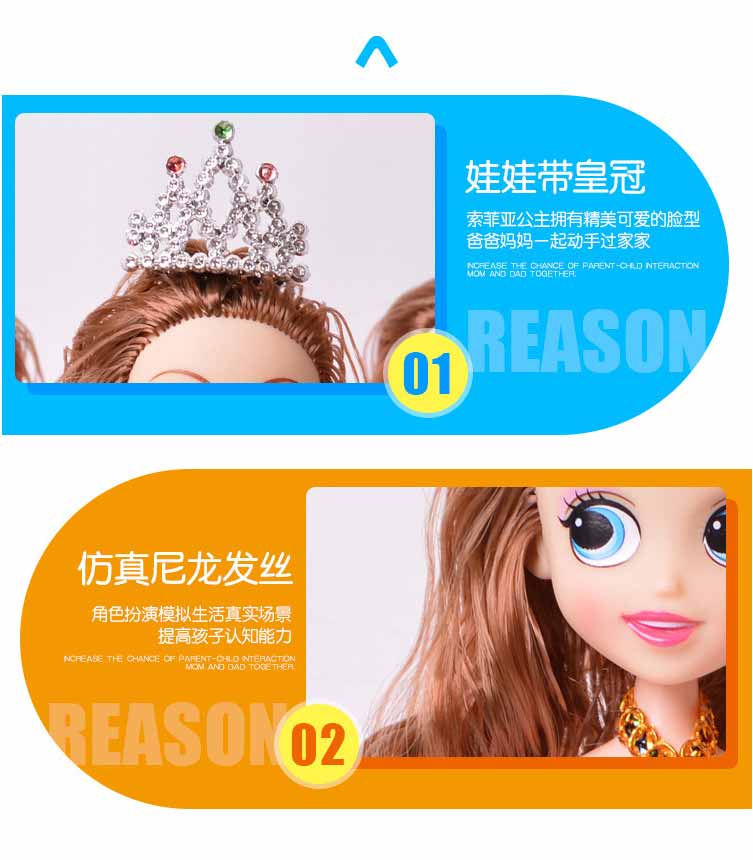 娃娃带皇冠
索菲亚公主拥有精美可爱的脸型
爸爸妈妈一起动手过家家
INCREASE THE CHANCE OF PARENT-CHILD INTERACTION
MOM AND DAD TOGETHER.
REASON
01
仿真尼龙发丝
角色扮演模拟生活真实场景
提高孩子认知能力
INCREASE THE CHANCE OF PARENT-CHILD INTERACTION
MOM AND DAD TOGETHER.
REASON
02